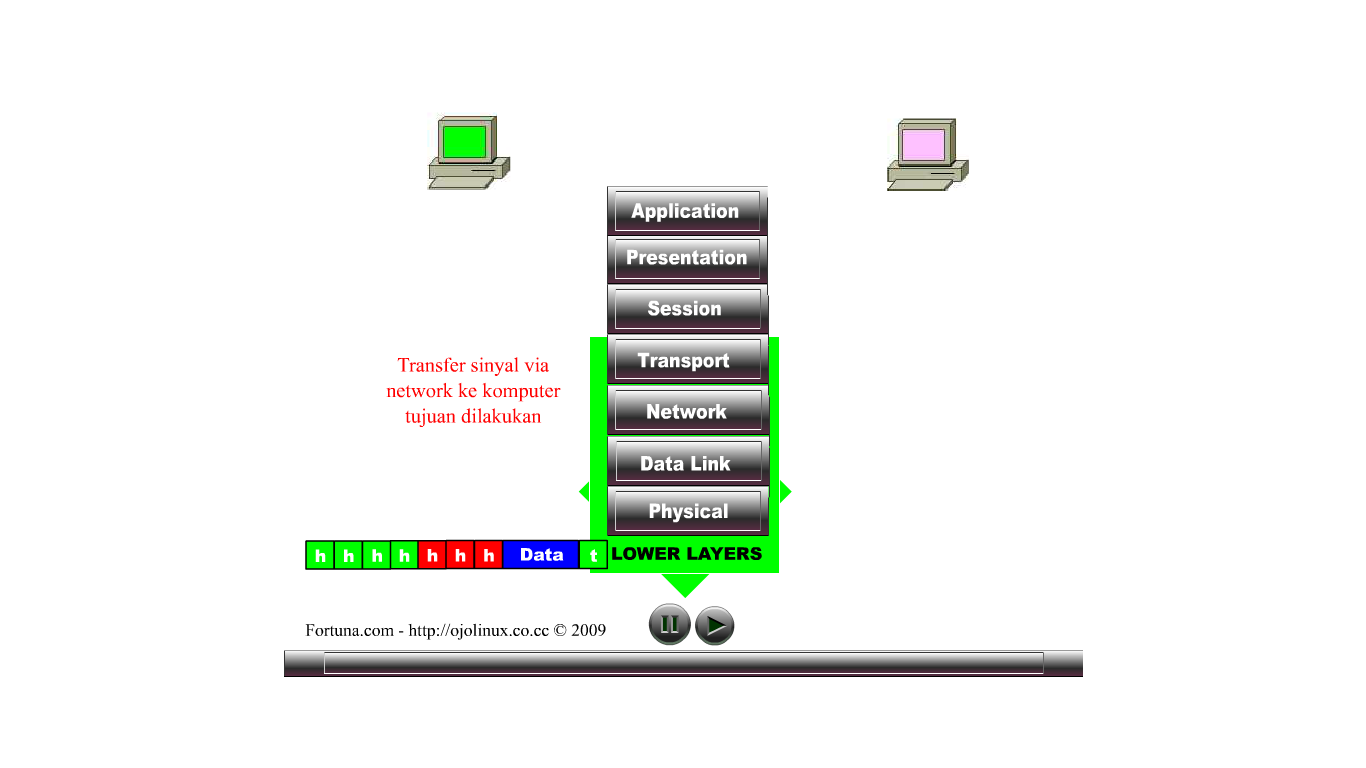 Application
Presentation
Session
Transport
Network
Data Link
Physical
LOWER LAYERS
Transfer sinyal via
network ke komputer
tujuan dilakukan
h h h h h h h Data t
Fortuna.com - http://ojolinux.co.cc © 2009